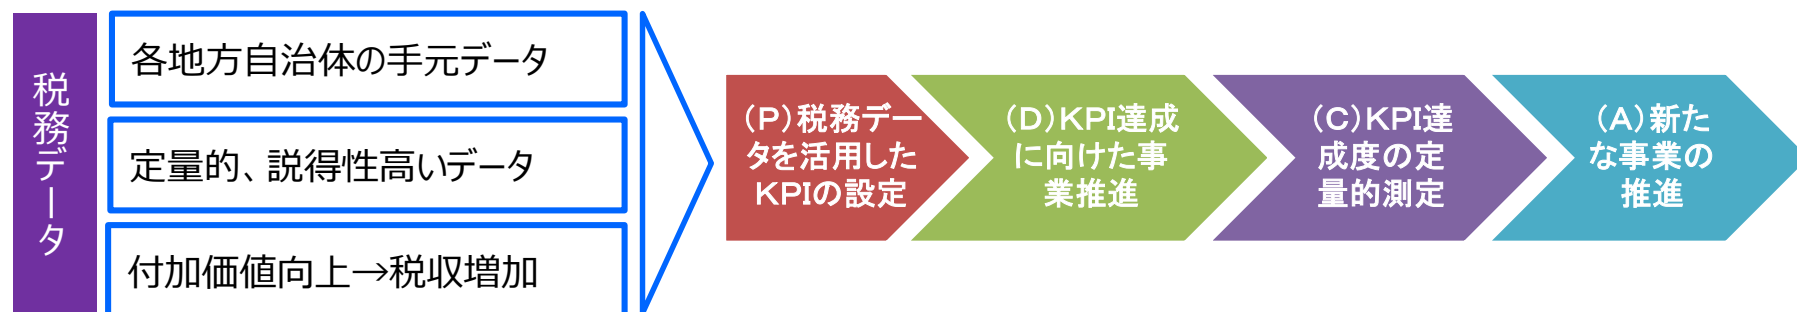 税務データ
各地方自治体の手元データ
定量的、説得性高いデータ
付加価値向上→税収増加
（P）税務デー
タを活用した
KPIの設定
（D）KPI達成
に向けた事
業推進
（C）KPI達
成度の定
量的測定
（A）新た
な事業の
推進